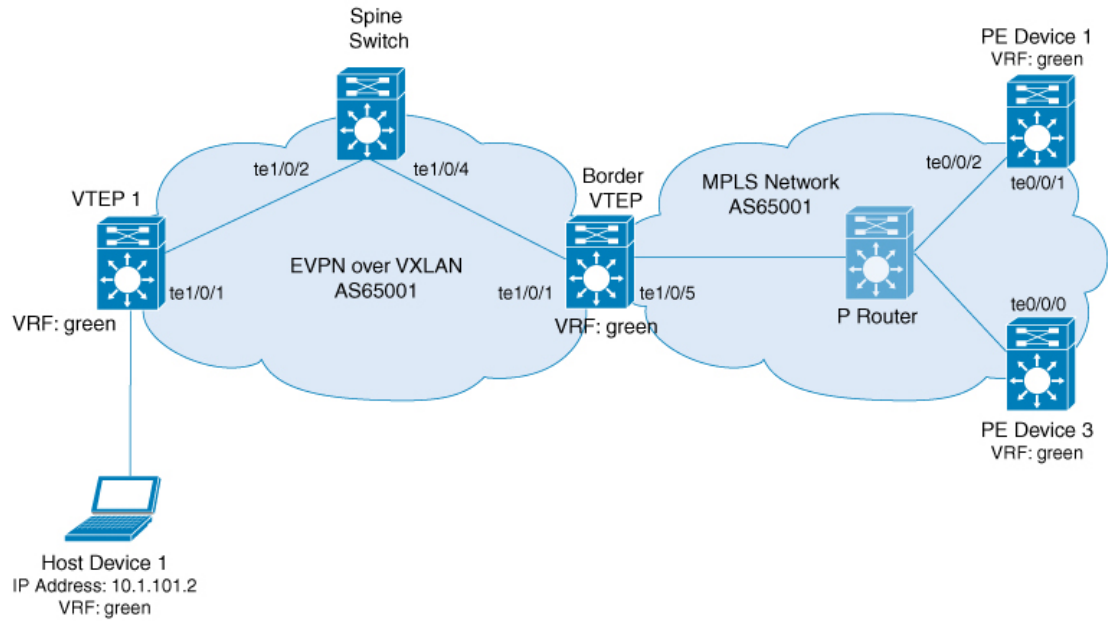 Spine
Switch
PE Device 1
VRF: green
te1/0/2
te1/0/4
Border
VTEP
MPLS Network
AS65001
te0/0/2
te0/0/1
VTEP 1
EVPN over VXLAN
AS65001
te1/0/1
te1/0/1
te1/0/5
VRF: green
VRF: green
P Router
te0/0/0
PE Device 3
VRF: green
Host Device 1
IP Address: 10.1.101.2
VRF: green